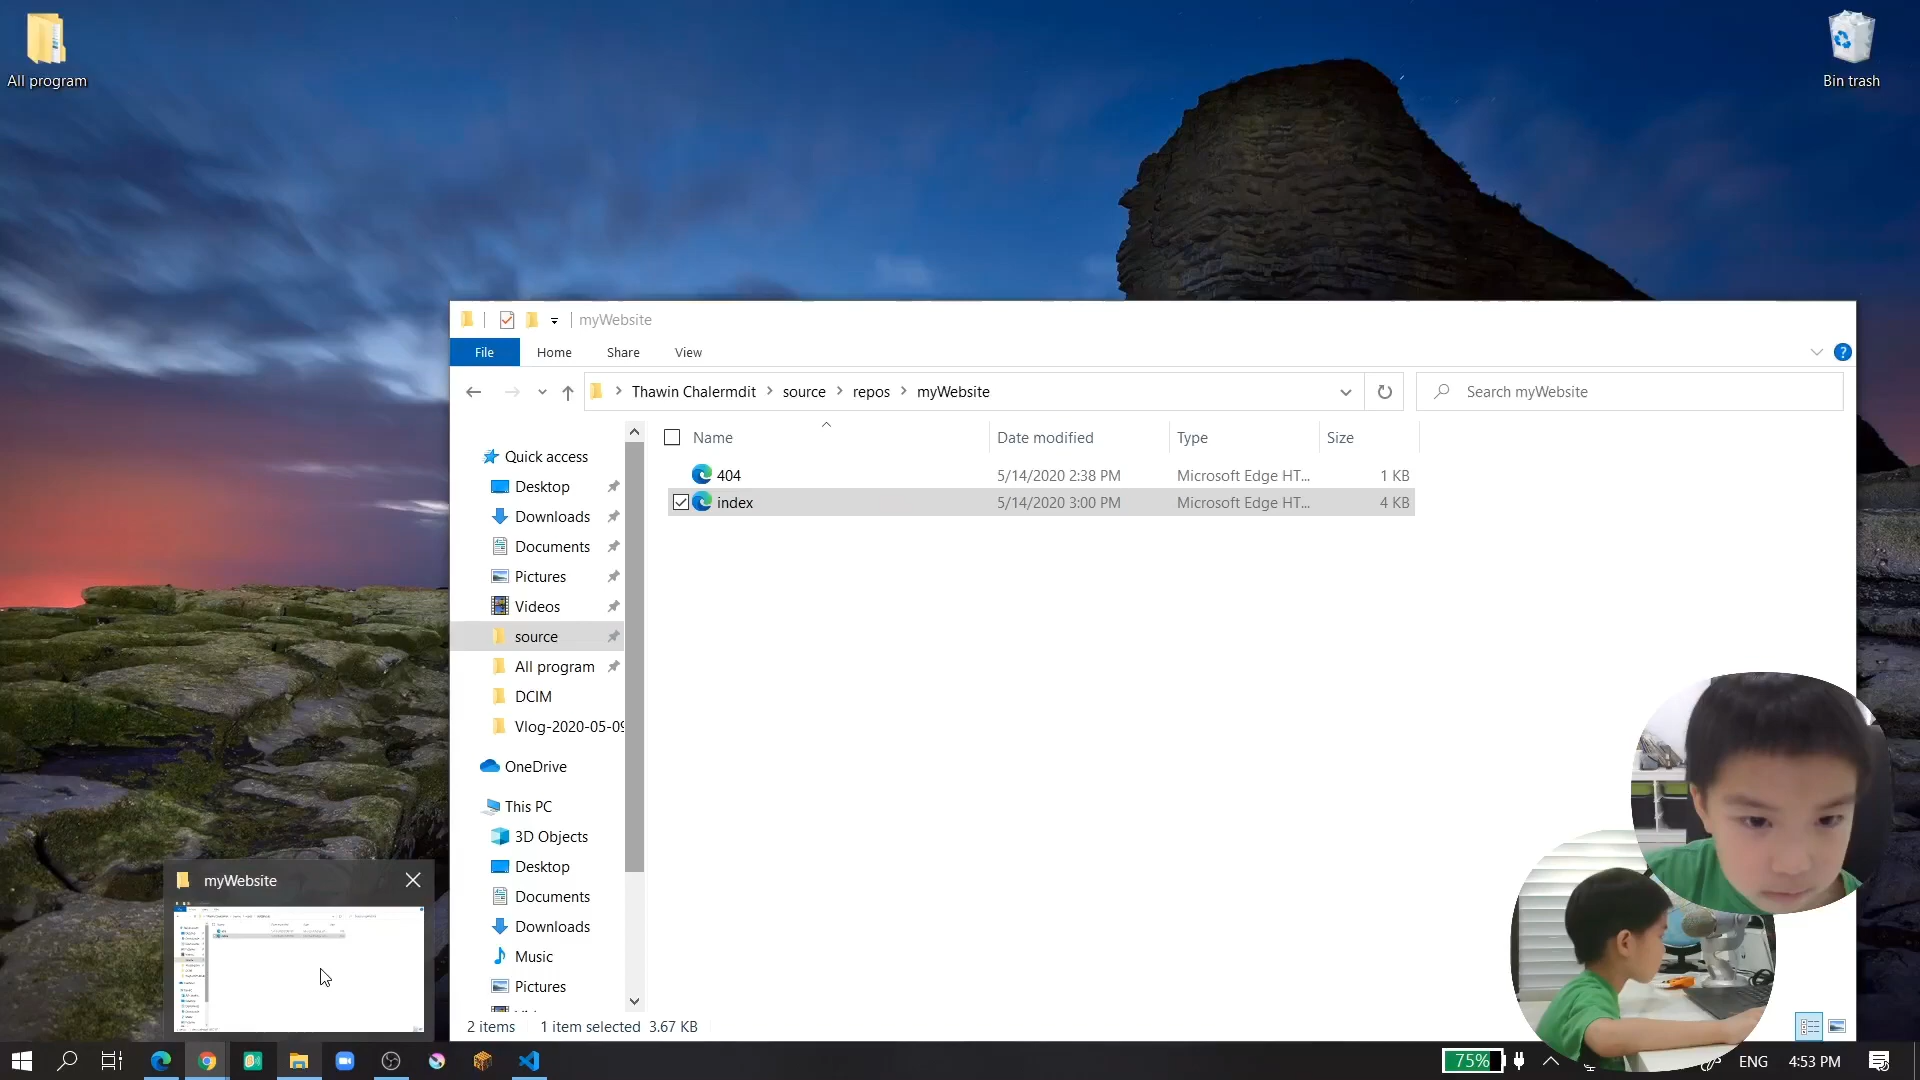 All program
Bin trash
myWebsite
File Home Share View
Thawin Chalermdit source repos myWebsite
Search myWebsite
Name Date modified Type Size
404 5/14/2020 2:38 PM Microsoft Edge HT... 1 KB
index 5/14/2020 3:00 PM Microsoft Edge HT... 4 KB
Quick access
Desktop
Downloads
Documents
Pictures
Videos
source
All program
DCIM
Vlog-2020-05-09
OneDrive
This PC
3D Objects
Desktop
Documents
Downloads
Music
Pictures
2 items 1 item selected 3.67 KB
myWebsite
75% ENG 4:53 PM